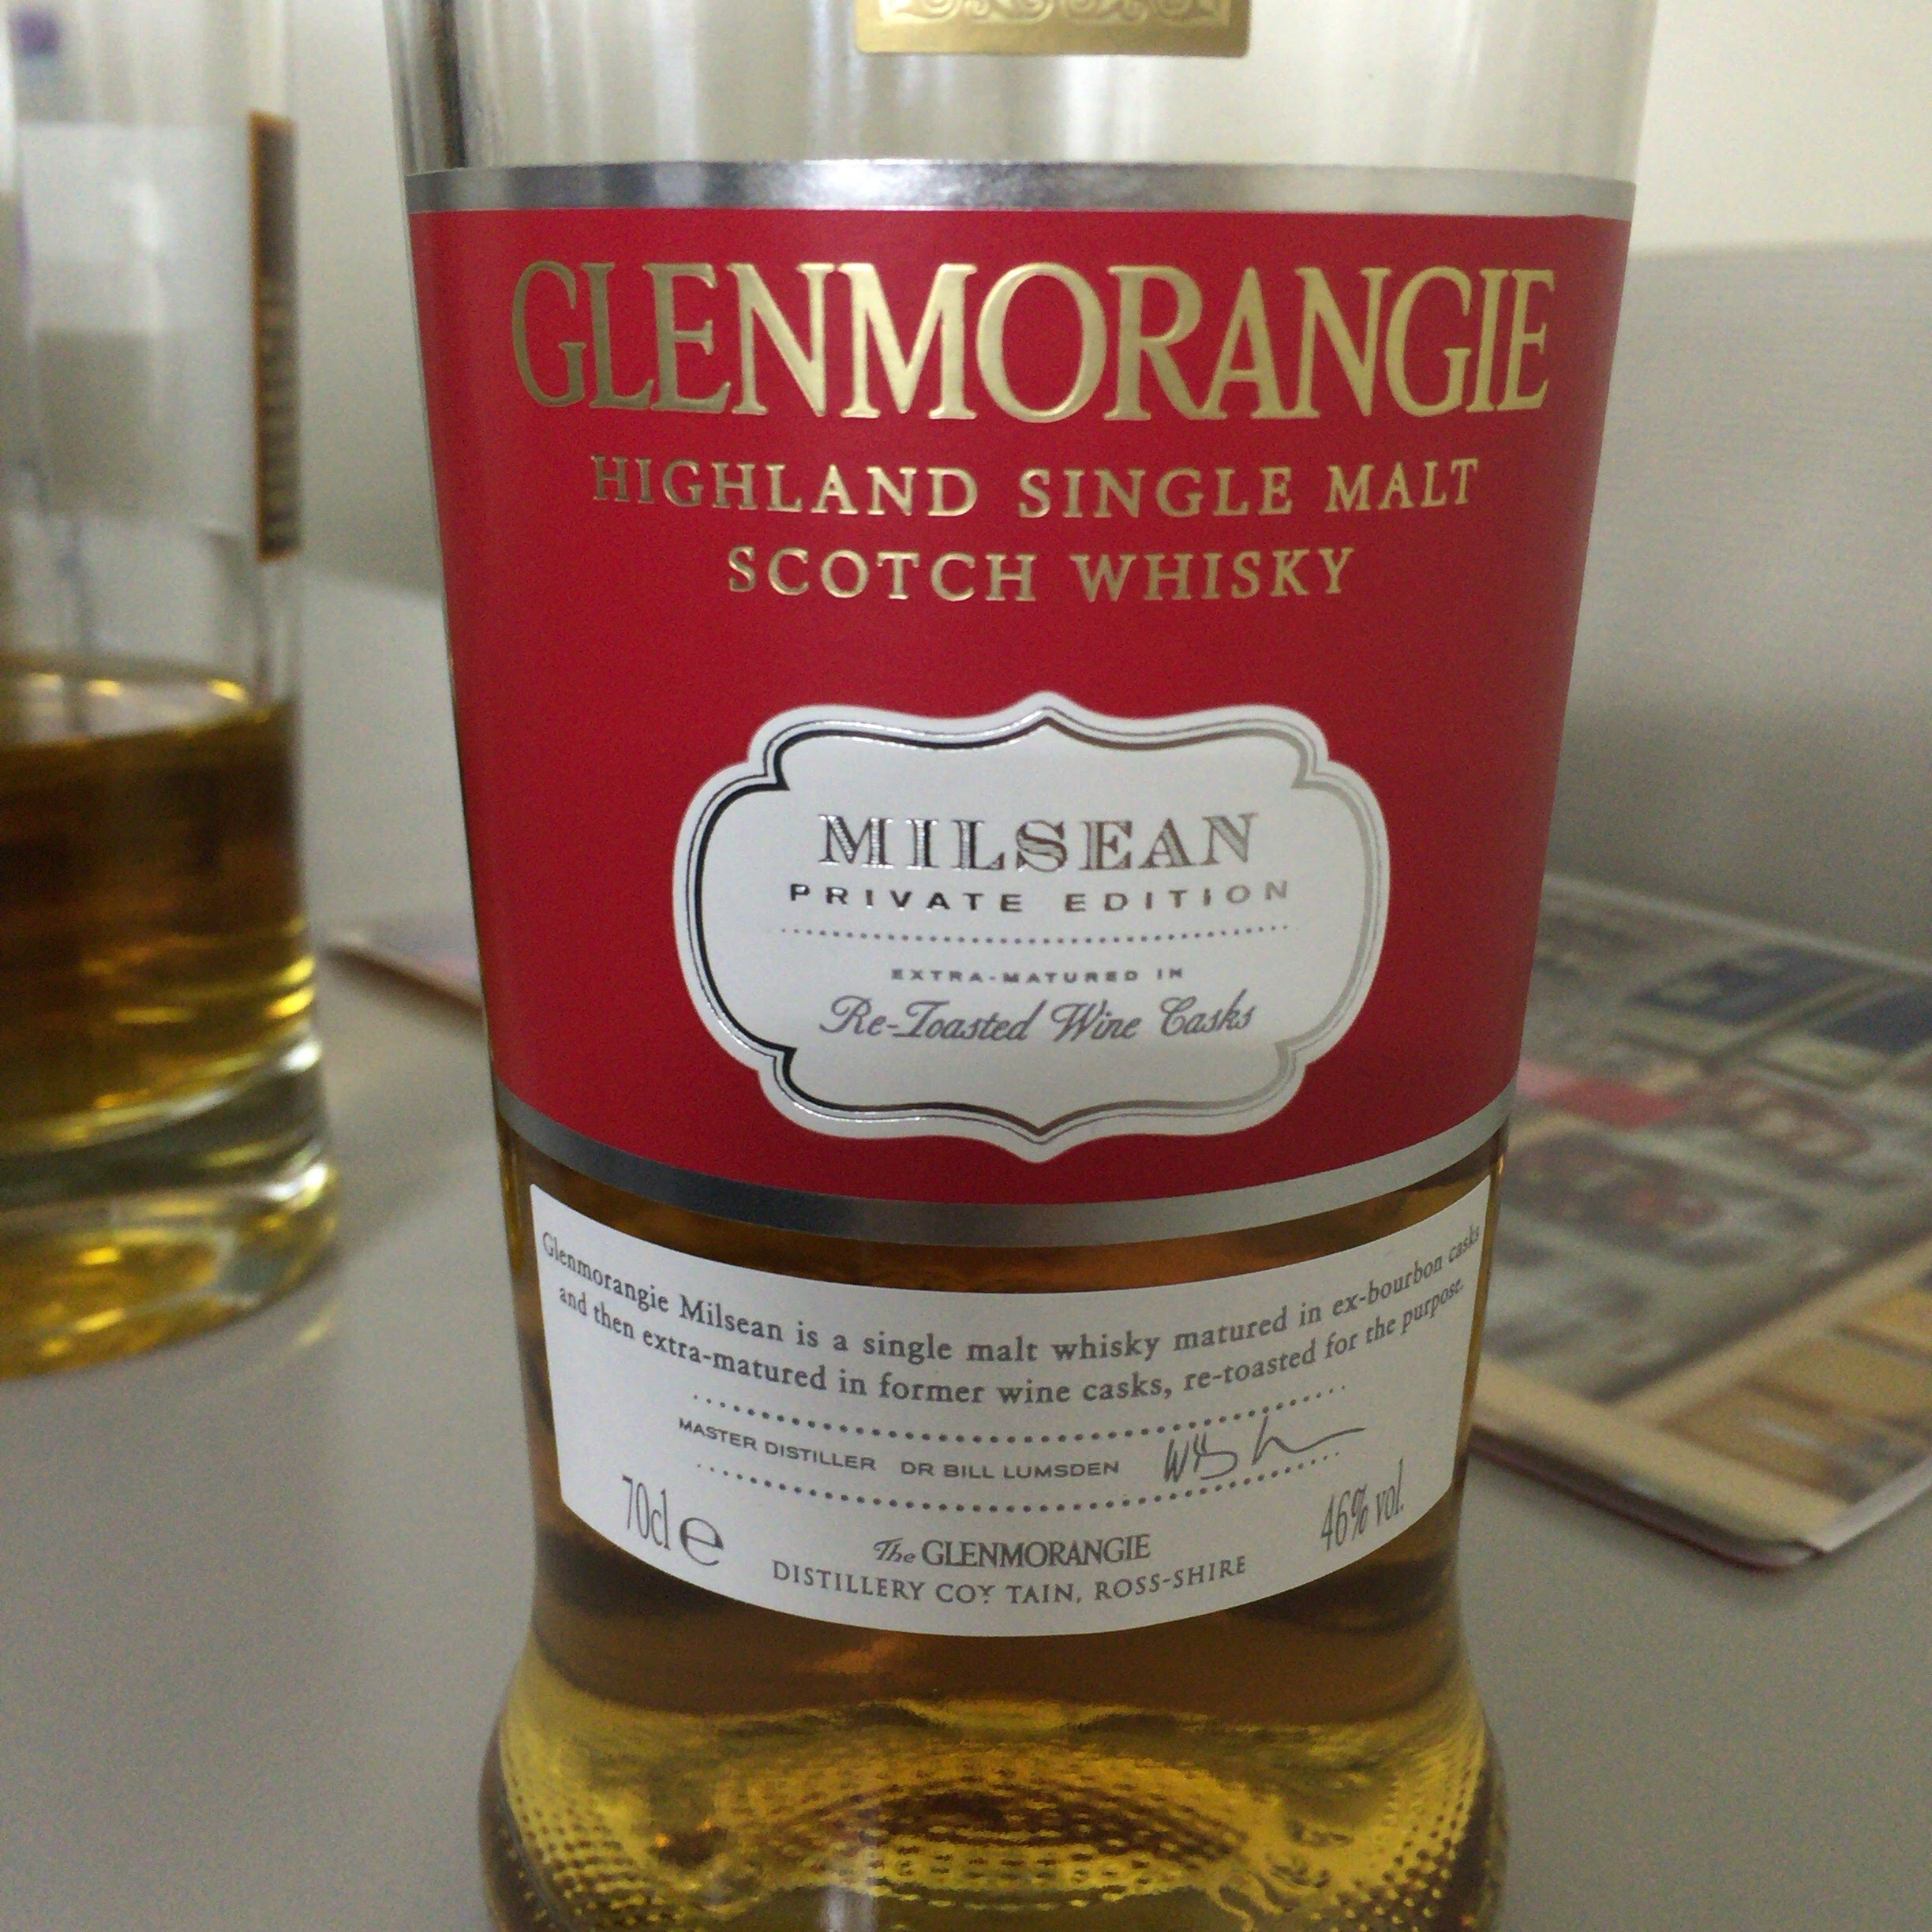 GLENMORANGIE
HIGHLAND SINGLE MALT
SCOTCH WHISKY
MILSEAN
PRIVATE EDITION
EXTRA-MATURED IN
Re-Toasted Wine Casks
Glenmorangie Milsean is a single malt whisky matured in ex-bourbon casks
and then extra-matured in former wine casks, re-toasted for the purpose.
MASTER DISTILLER DR BILL LUMSDEN
70cl e 46% vol.
The GLENMORANGIE
DISTILLERY COY TAIN, ROSS-SHIRE